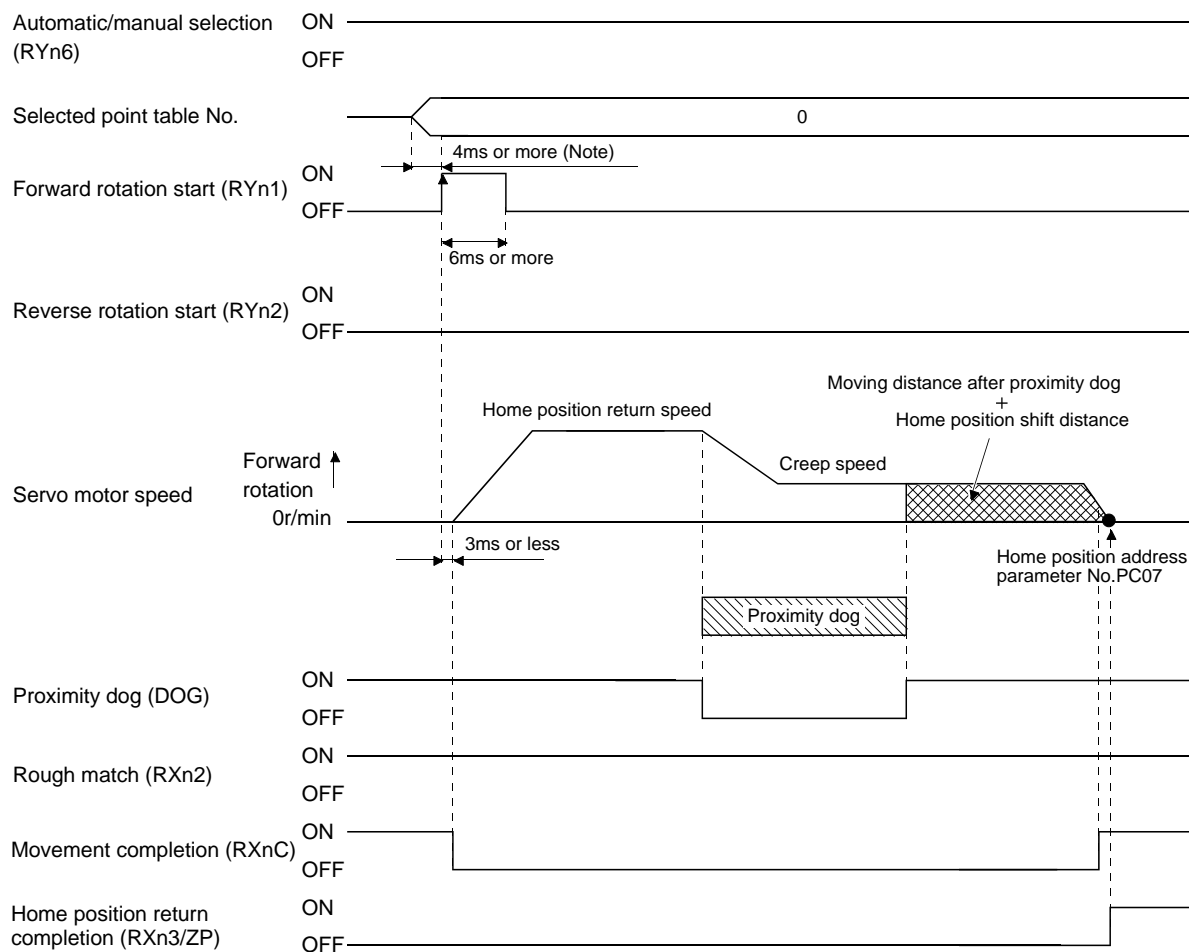 Automatic/manual selection
(RYn6)
ON
OFF
Selected point table No.
0
4ms or more (Note)
Forward rotation start (RYn1)
ON
OFF
6ms or more
Reverse rotation start (RYn2)
ON
OFF
Moving distance after proximity dog
+
Home position shift distance
Home position return speed
Creep speed
Servo motor speed
Forward
rotation
0r/min
3ms or less
Home position address
parameter No.PC07
Proximity dog
Proximity dog (DOG)
ON
OFF
Rough match (RXn2)
ON
OFF
Movement completion (RXnC)
ON
OFF
Home position return
completion (RXn3/ZP)
ON
OFF